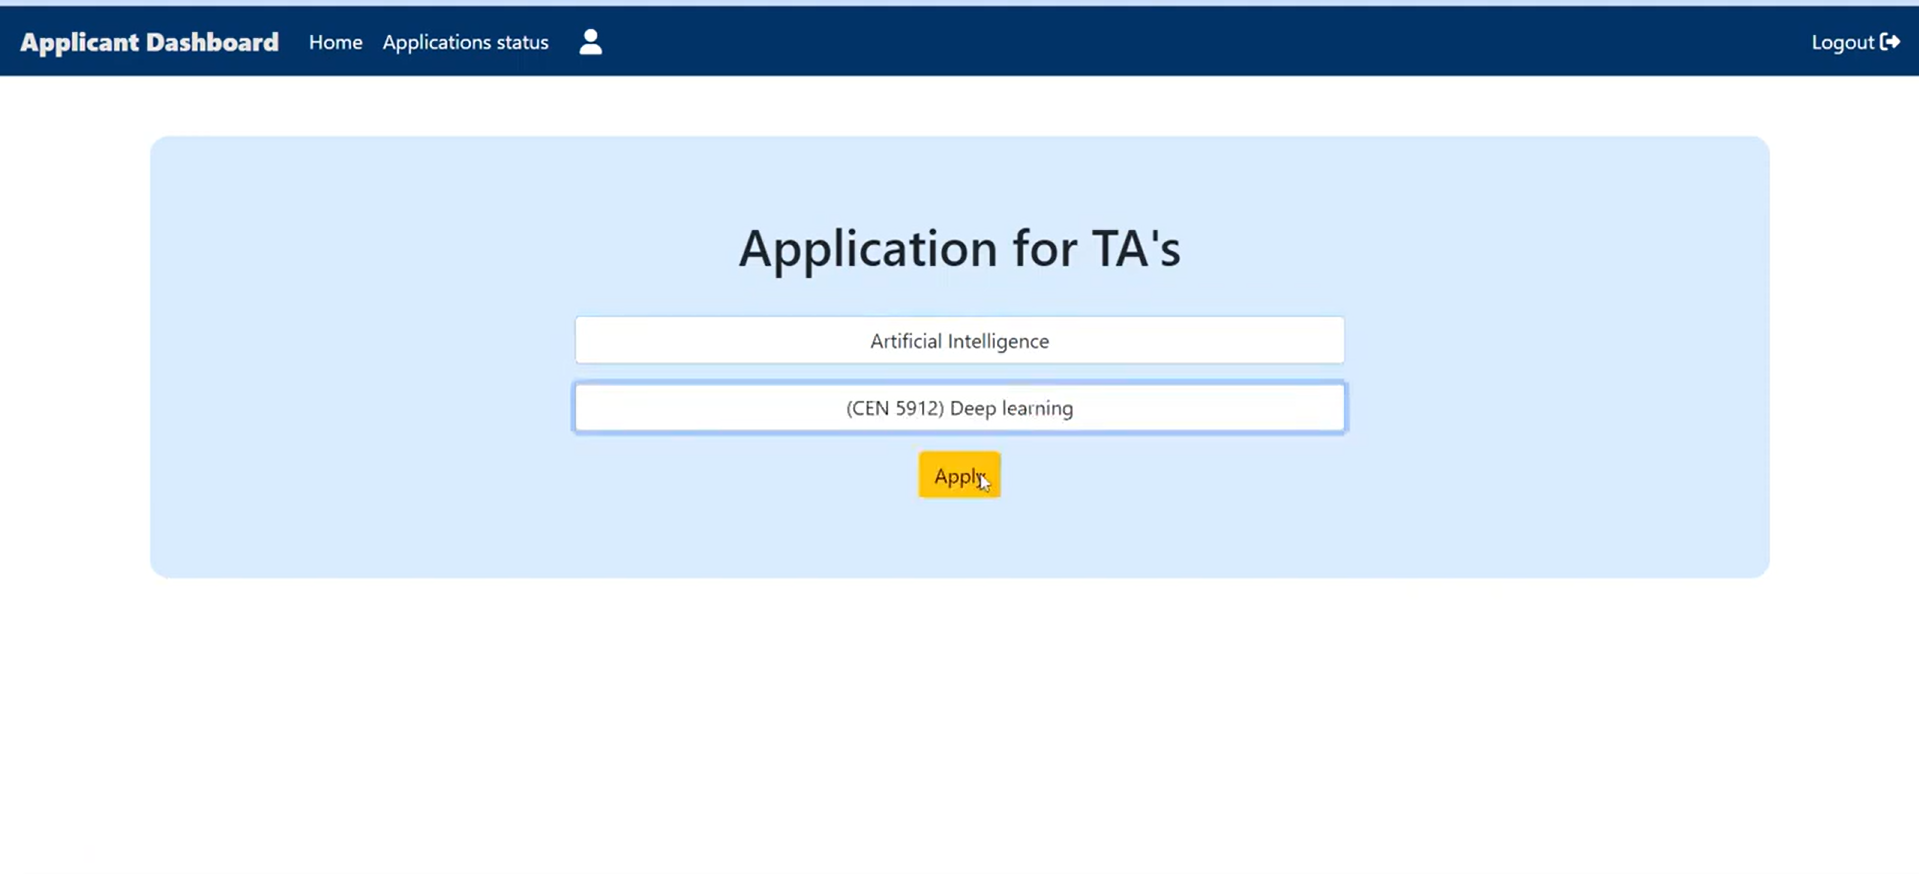 Applicant Dashboard Home Applications status Logout
Application for TA's
Artificial Intelligence
(CEN 5912) Deep learning
Apply